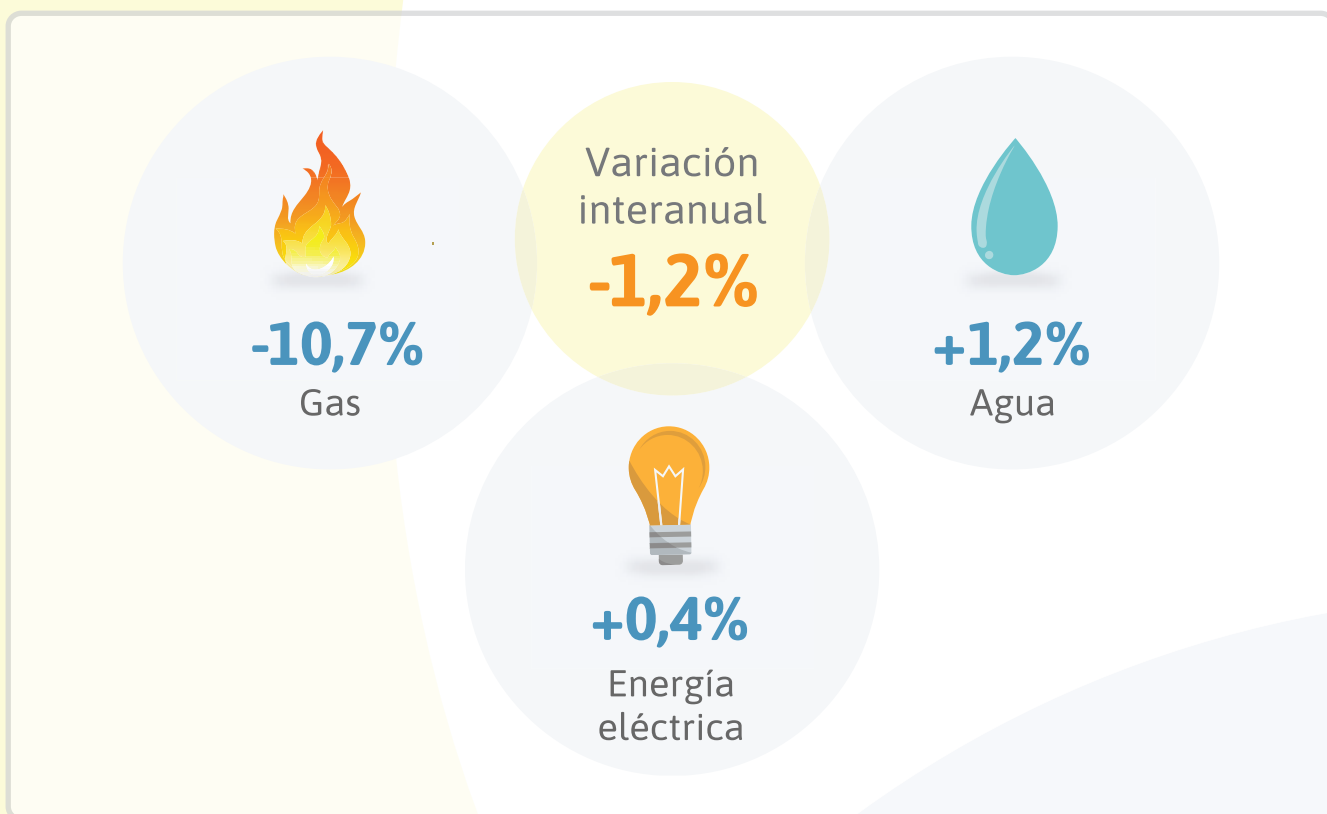 Variación
interanual
-1,2%
-10,7%
Gas
+1,2%
Agua
+0,4%
Energía
eléctrica